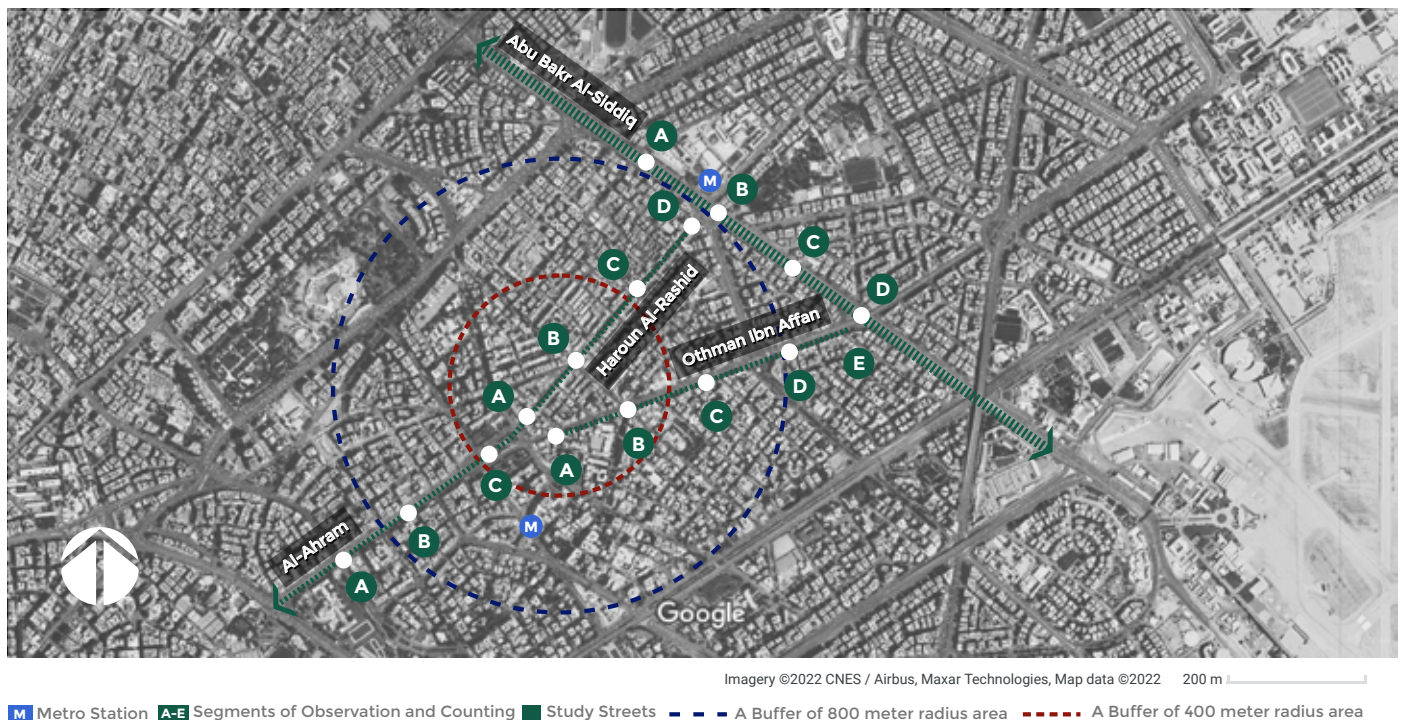 Abu Bakr Al-Siddiq
A
M
B
D
C
C
D
Haroun Al-Rashid
Othman Ibn Affan
B
E
D
A
C
B
A
C
M
Al-Ahram
B
A
Google
Imagery ©2022 CNES / Airbus, Maxar Technologies, Map data ©2022 200 m
M Metro Station A-E Segments of Observation and Counting Study Streets A Buffer of 800 meter radius area A Buffer of 400 meter radius area